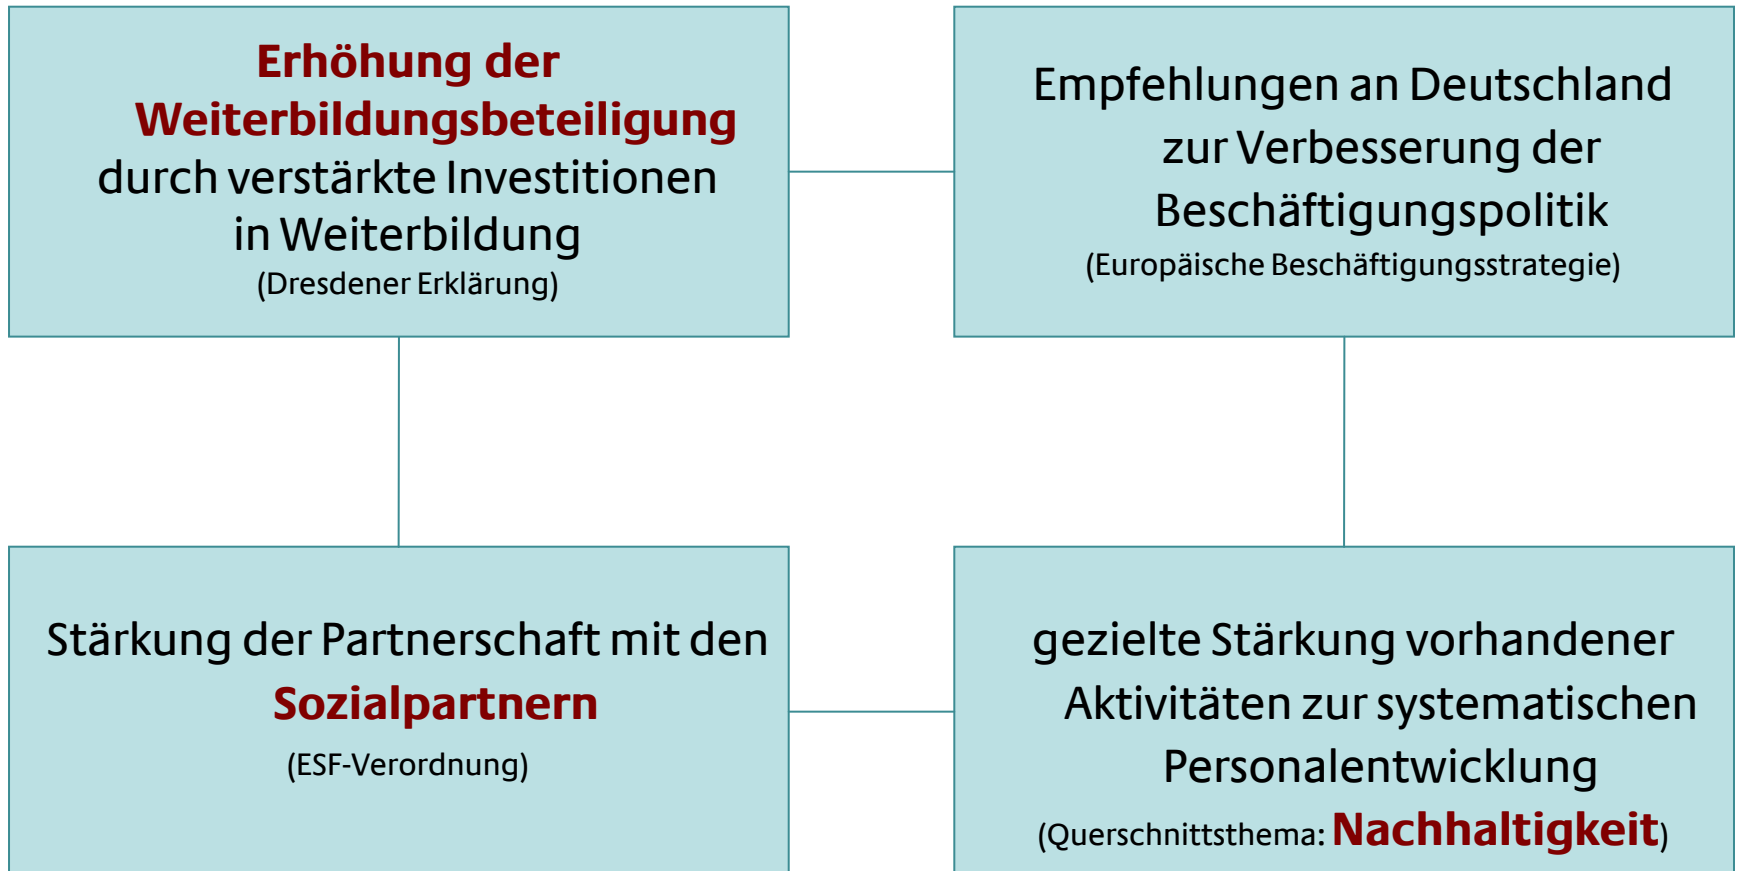 Erhöhung der
Weiterbildungsbeteiligung
durch verstärkte Investitionen
in Weiterbildung
(Dresdener Erklärung)
Empfehlungen an Deutschland
zur Verbesserung der
Beschäftigungspolitik
(Europäische Beschäftigungsstrategie)
Stärkung der Partnerschaft mit den
Sozialpartnern
(ESF-Verordnung)
gezielte Stärkung vorhandener
Aktivitäten zur systematischen
Personalentwicklung
(Querschnittsthema: Nachhaltigkeit)